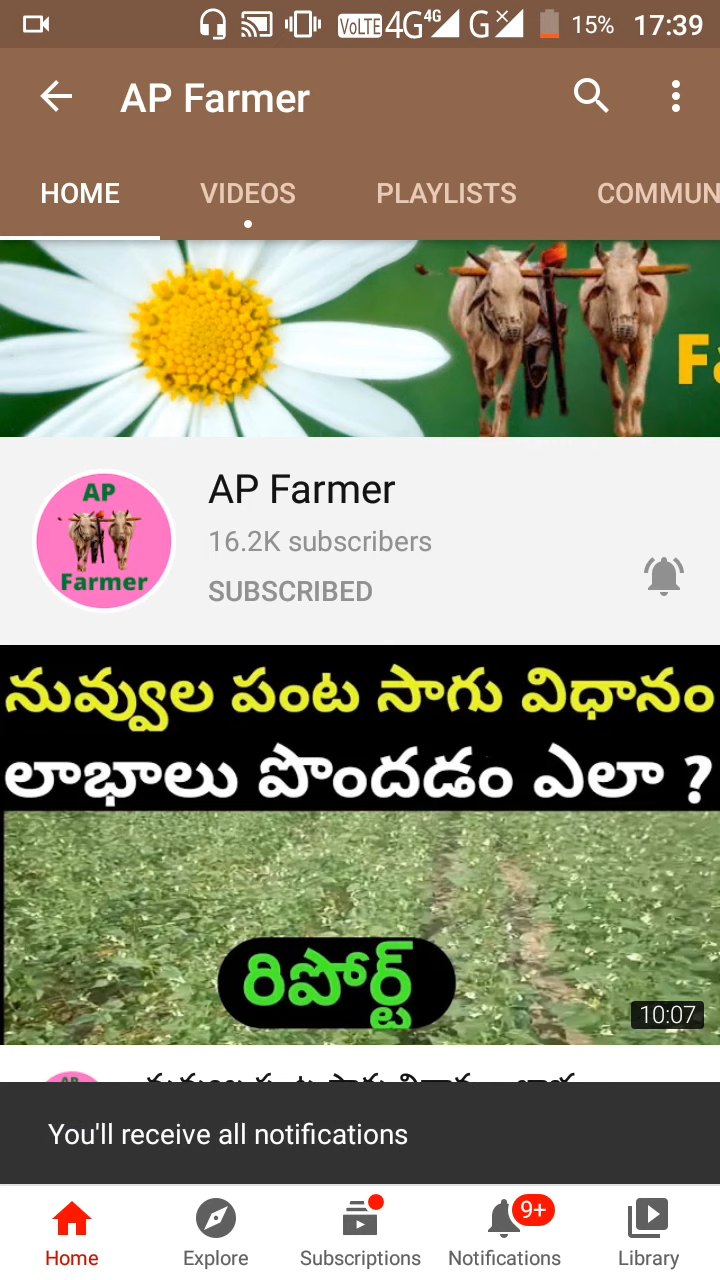 VoLTE 4G 4G G 15% 17:39
AP Farmer
HOME VIDEOS PLAYLISTS COMMUN
Fa
AP
Farmer
AP Farmer
16.2K subscribers
SUBSCRIBED
నువ్వుల పంట సాగు విధానం
లాభాలు పొందడం ఎలా ?
రిపోర్ట్
10:07
You'll receive all notifications
9+
Home Explore Subscriptions Notifications Library